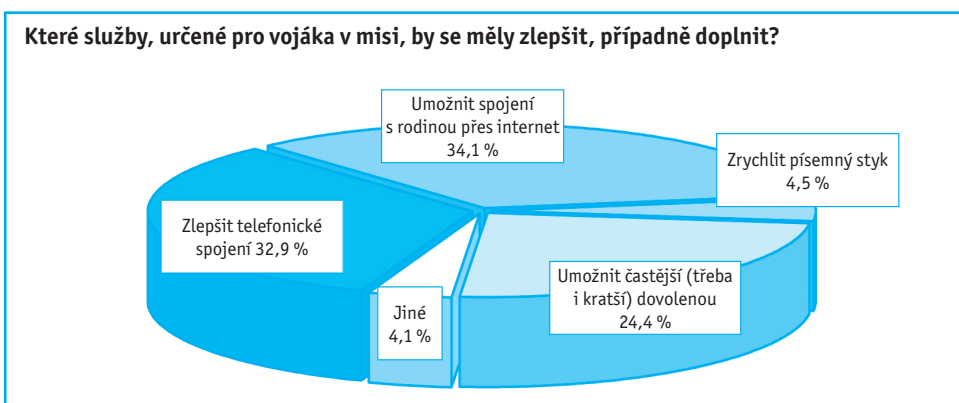 Které služby, určené pro vojáka v misi, by se měly zlepšit, případně doplnit?
Umožnit spojení
s rodinou přes internet
34,1 %
Zrychlit písemný styk
4,5 %
Zlepšit telefonické
spojení 32,9 %
Umožnit častější (třeba
i kratší) dovolenou
24,4 %
Jiné
4,1 %